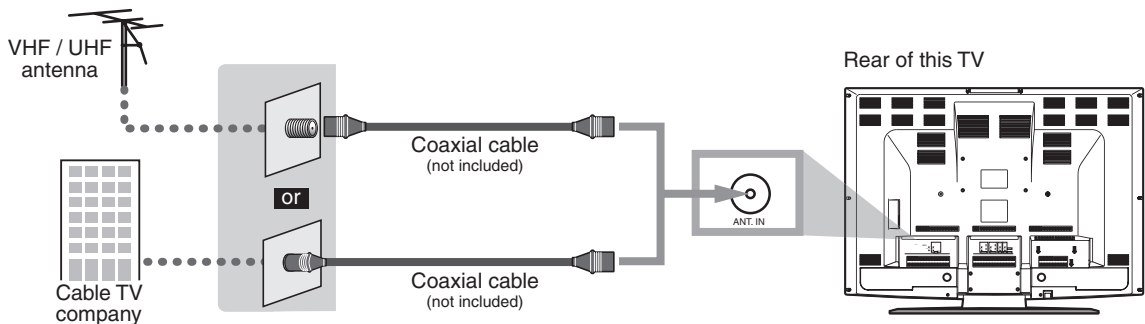 VHF / UHF
antenna
Rear of this TV
Coaxial cable
(not included)
or
ANT. IN
Cable TV
company
Coaxial cable
(not included)